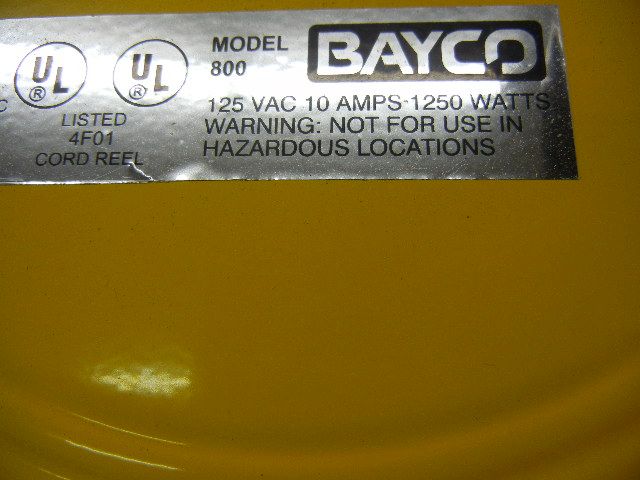 UL
®
UL
®
MODEL
800
BAYCO
C
LISTED
4F01
CORD REEL
125 VAC 10 AMPS-1250 WATTS
WARNING: NOT FOR USE IN
HAZARDOUS LOCATIONS